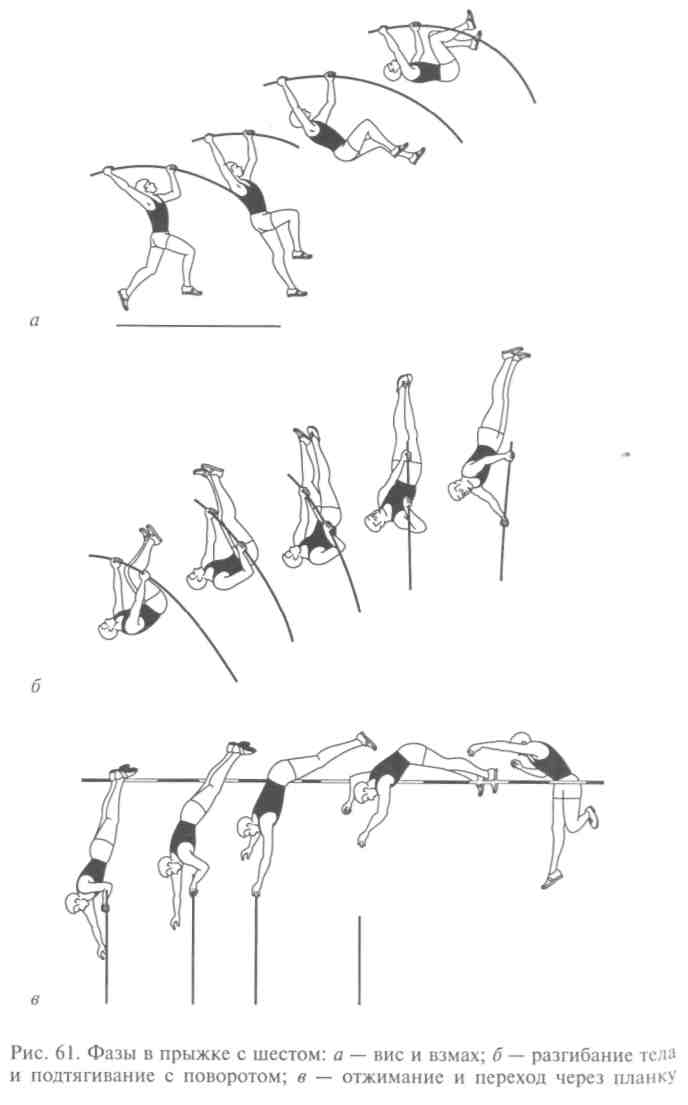 а
б
в
Рис. 61. Фазы в прыжке с шестом: а — вис и взмах; б — разгибание тела
и подтягивание с поворотом; в — отжимание и переход через планку